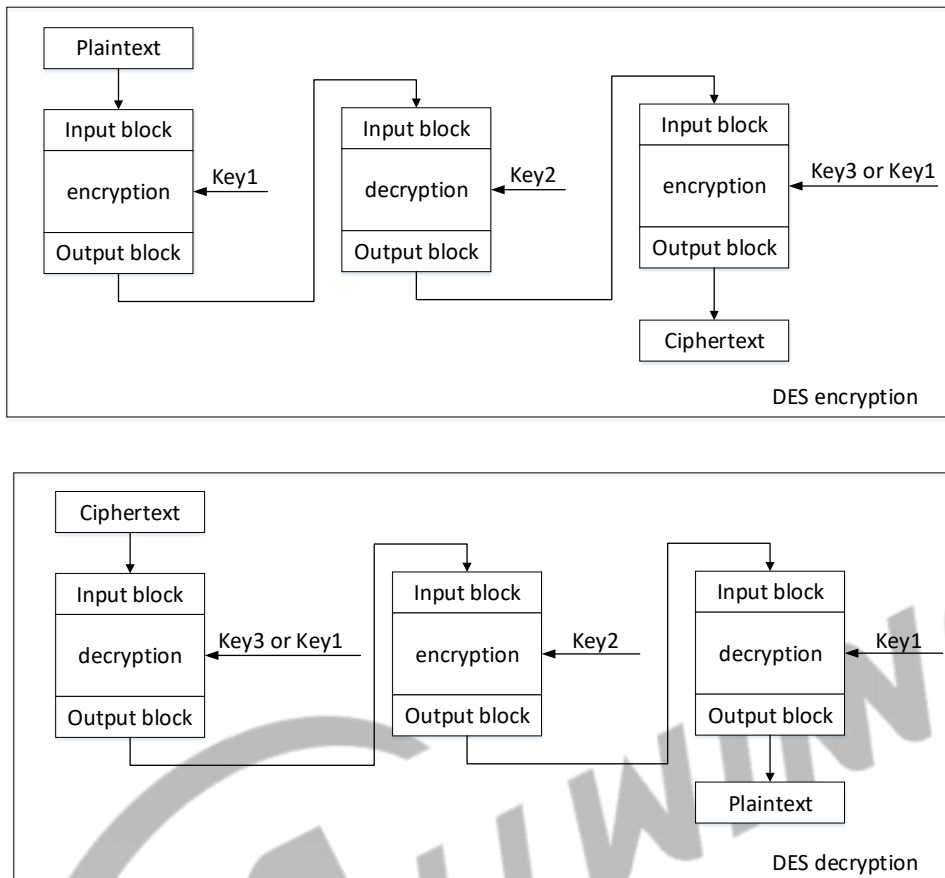 Plaintext
Input block
encryption
Output block
Key1
Input block
decryption
Output block
Key2
Input block
encryption
Output block
Key3 or Key1
Ciphertext
DES encryption
Ciphertext
Input block
decryption
Output block
Key3 or Key1
Input block
encryption
Output block
Key2
Input block
decryption
Output block
Key1
Plaintext
DES decryption